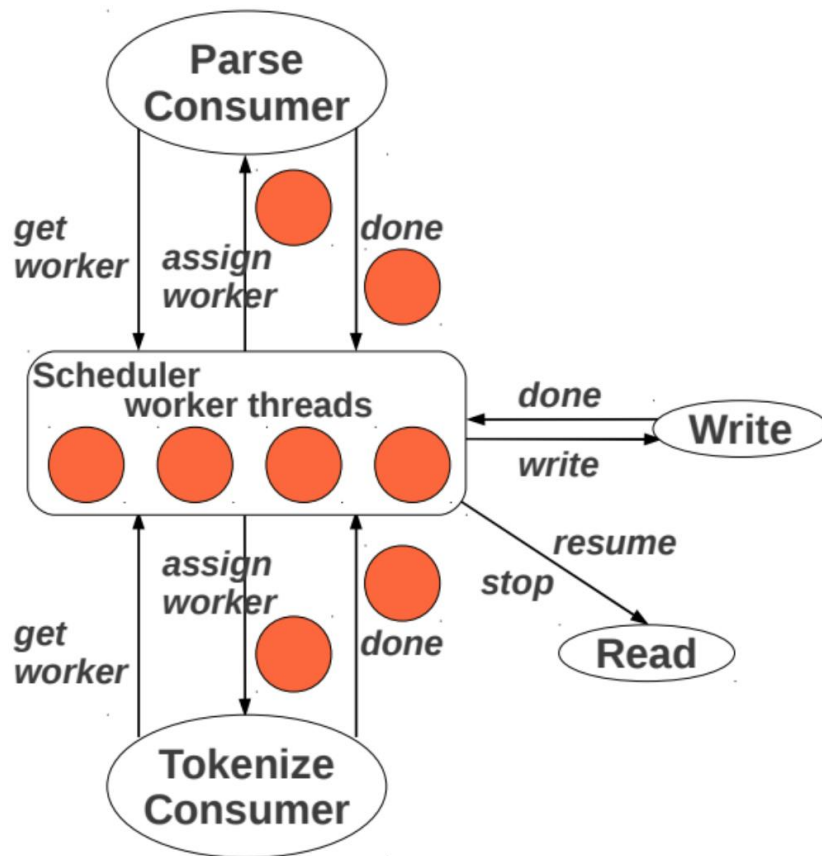 Parse
Consumer
get
worker
assign
worker
done
Scheduler
worker threads
done
write
Write
assign
worker
done
get
worker
resume
stop
Read
Tokenize
Consumer